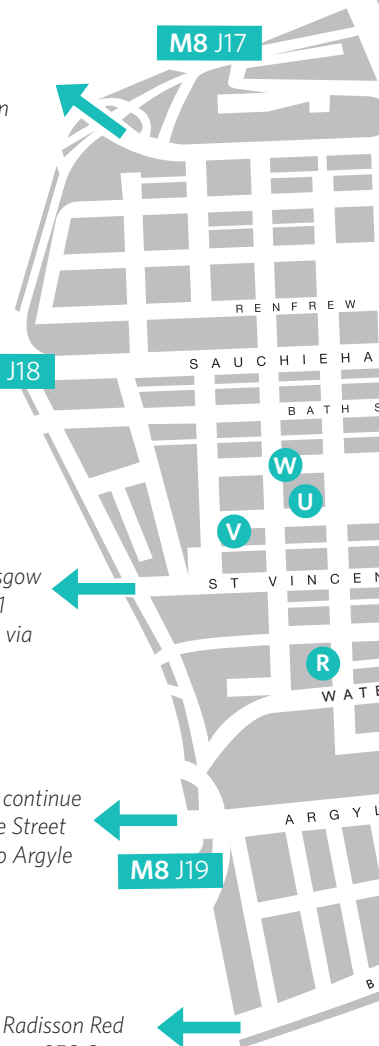 M8 J17
n
RENFREW
J18
SAUCHIEHA
BATH S
W
U
V
sgow
1
via
ST VINCEN
R
WATE
continue
e Street
o Argyle
ARGYL
M8 J19
B
Radisson Red